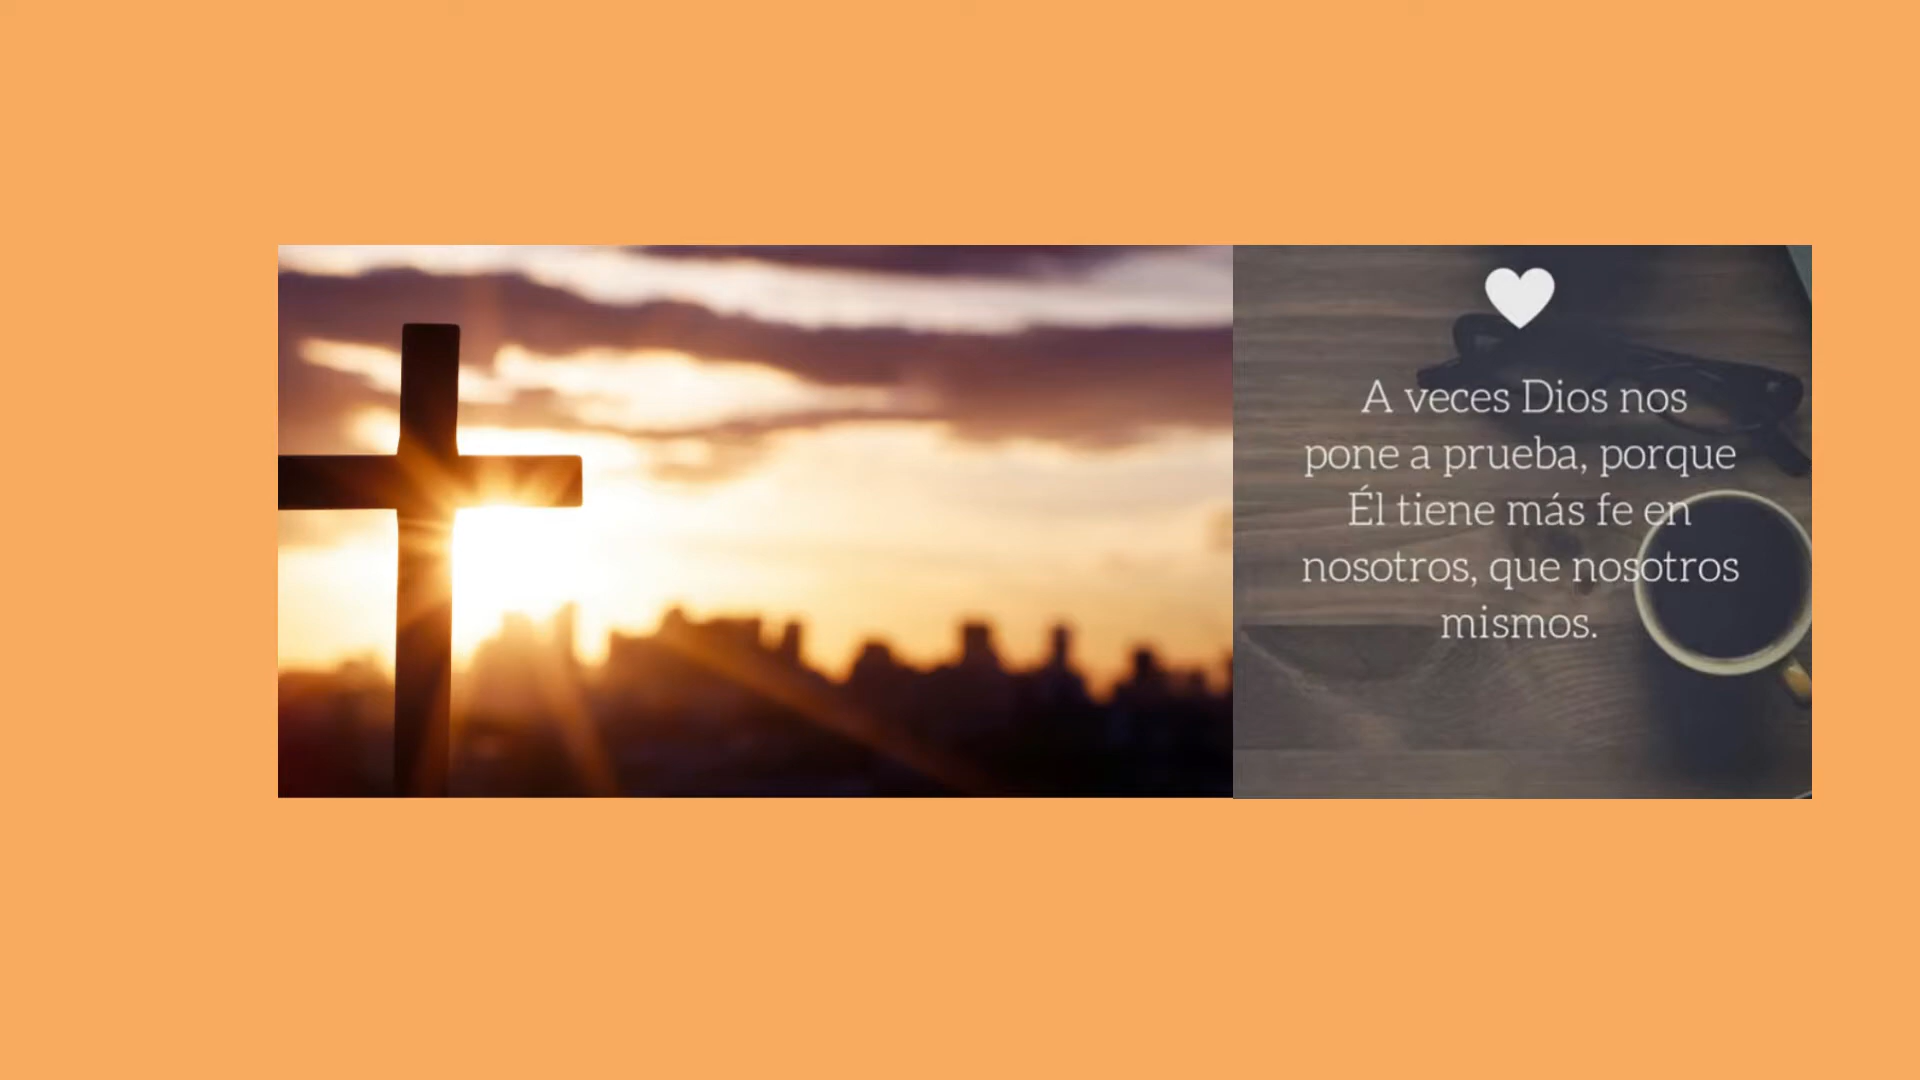 A veces Dios nos
pone a prueba, porque
Él tiene más fe en
nosotros, que nosotros
mismos.